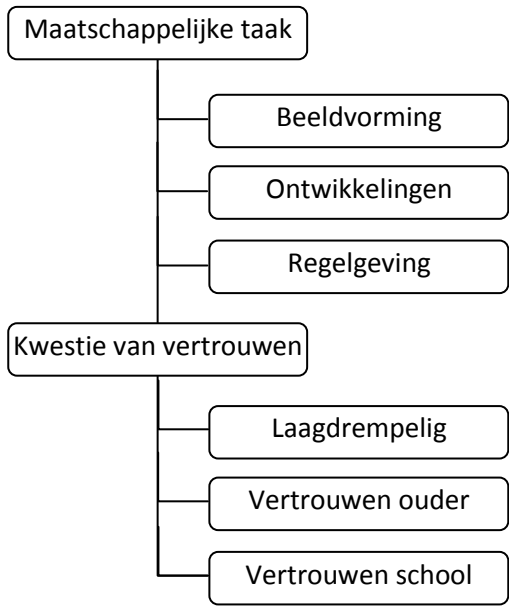 Maatschappelijke taak
Beeldvorming
Ontwikkelingen
Regelgeving
Kwestie van vertrouwen
Laagdrempelig
Vertrouwen ouder
Vertrouwen school